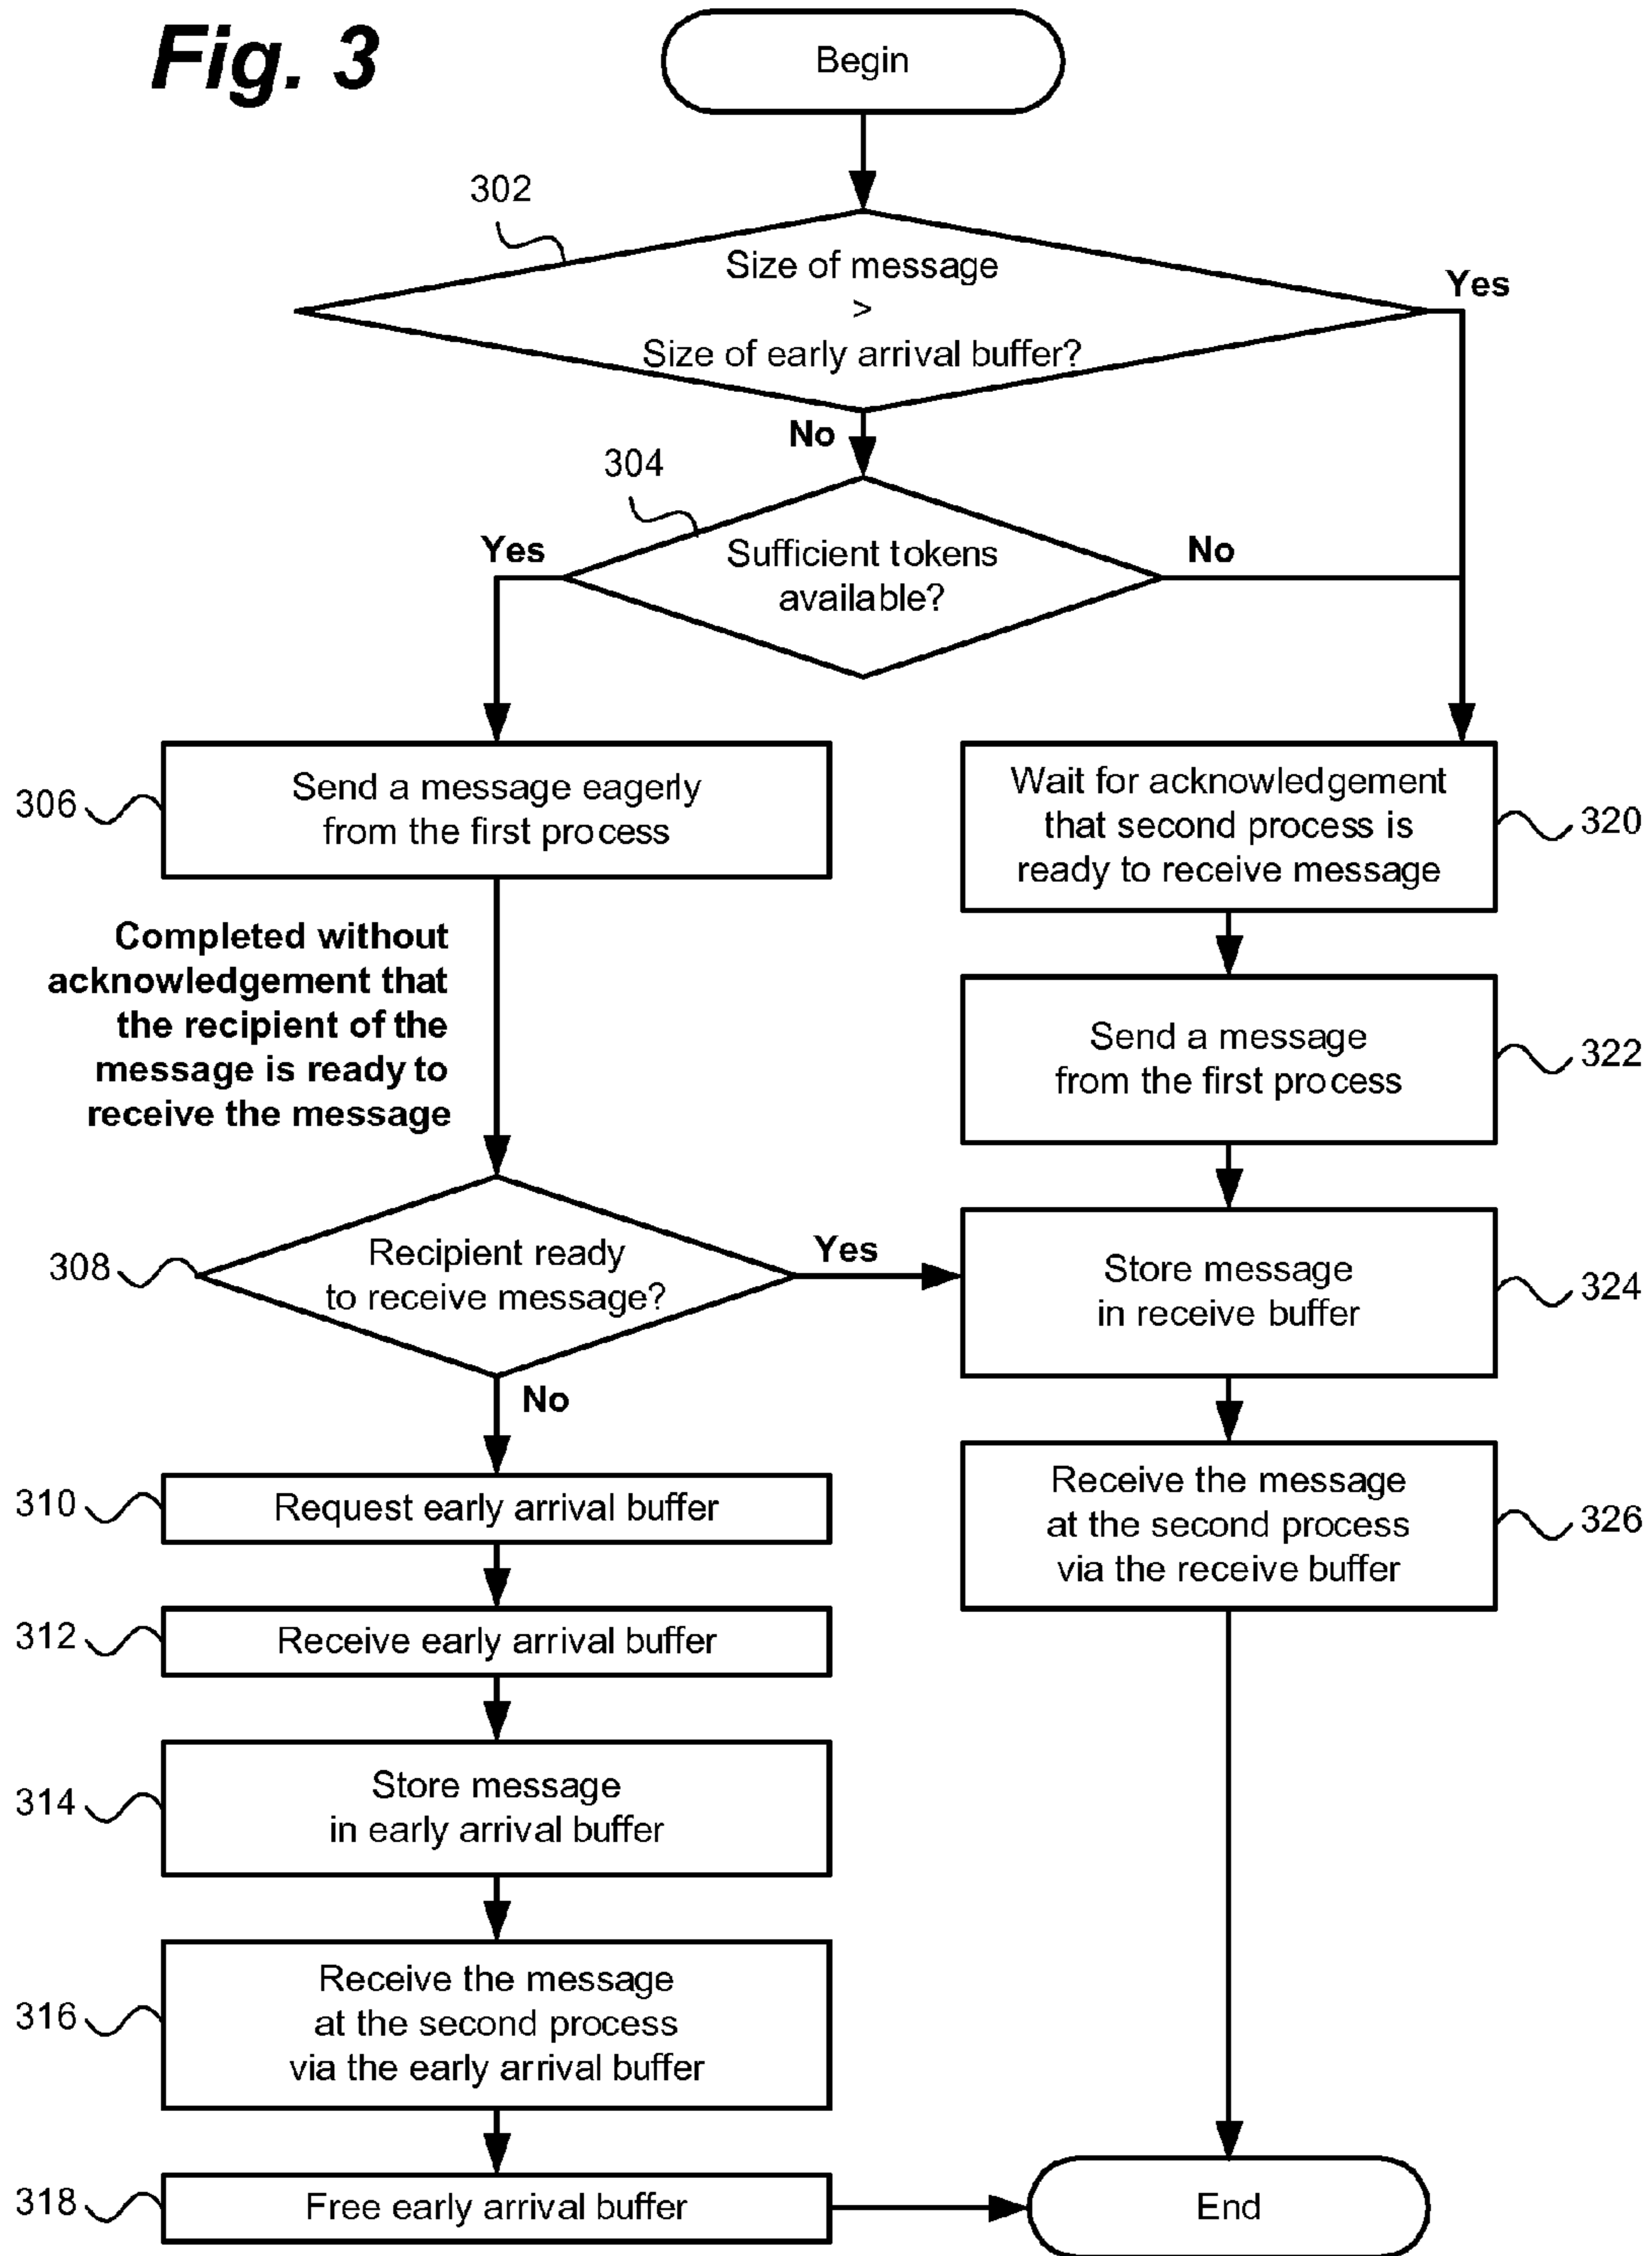 Fig. 3
Begin
302
Size of message
>
Size of early arrival buffer?
Yes
No
304
Sufficient tokens
available?
Yes
No
306
Send a message eagerly
from the first process
Wait for acknowledgement
that second process is
ready to receive message
320
Completed without
acknowledgement that
the recipient of the
message is ready to
receive the message
Send a message
from the first process
322
308
Recipient ready
to receive message?
Yes
No
Store message
in receive buffer
324
310
Request early arrival buffer
Receive the message
at the second process
via the receive buffer
326
312
Receive early arrival buffer
314
Store message
in early arrival buffer
316
Receive the message
at the second process
via the early arrival buffer
318
Free early arrival buffer
End